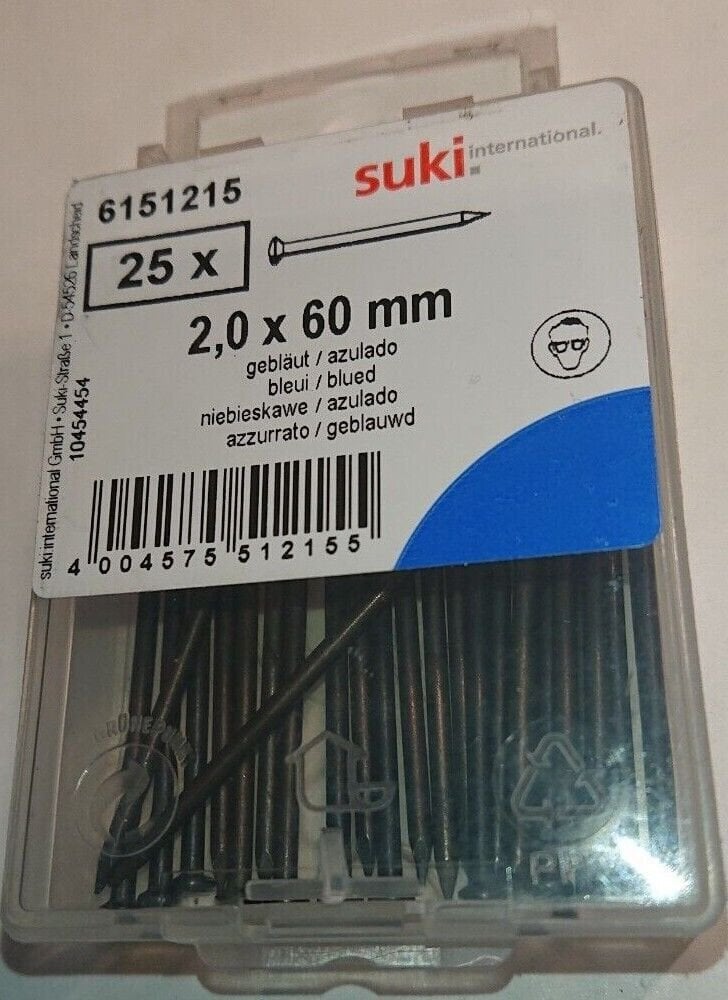 suki. international.
6151215
25 x
2,0 x 60 mm
gebläut / azulado
bleui / blued
niebieskawe / azulado
azzurrato / geblauwd
suki international GmbH • Suki-Straße 1 • D-54526 Landscheid
10454454
4 004575 512155
PP